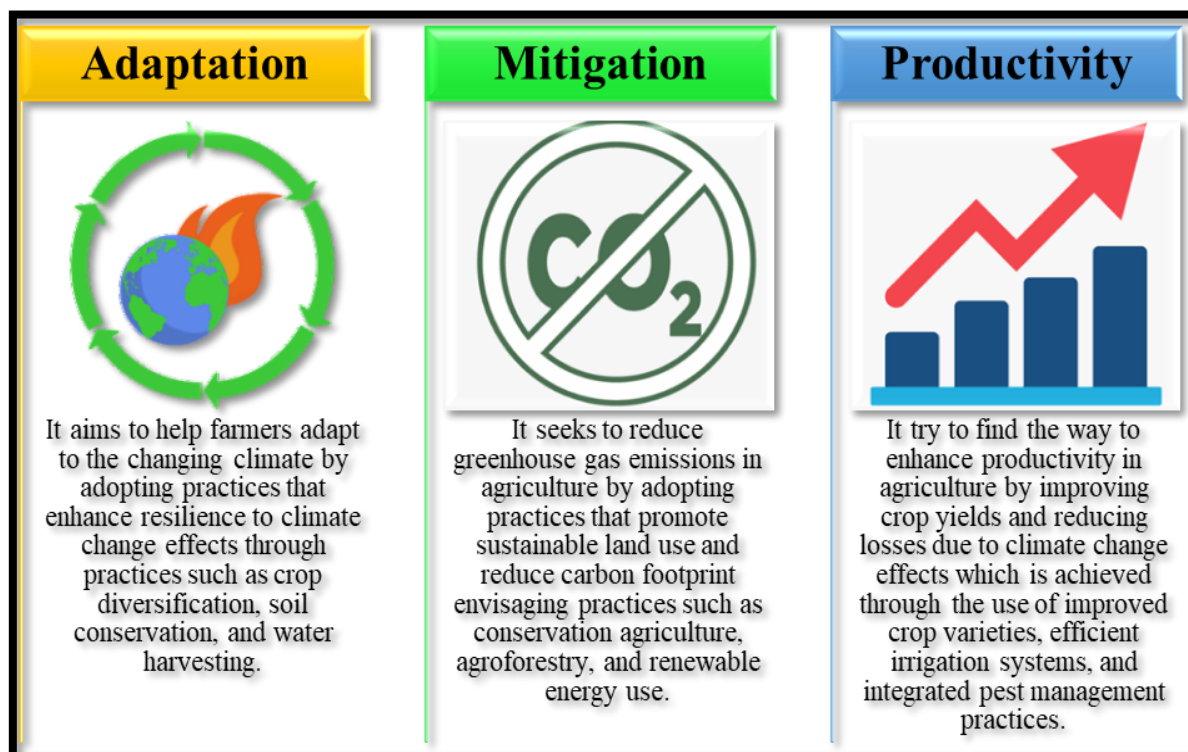 Adaptation
It aims to help farmers adapt
to the changing climate by
adopting practices that
enhance resilience to climate
change effects through
practices such as crop
diversification, soil
conservation, and water
harvesting.
Mitigation
CO2
It seeks to reduce
greenhouse gas emissions in
agriculture by adopting
practices that promote
sustainable land use and
reduce carbon footprint
envisaging practices such as
conservation agriculture,
agroforestry, and renewable
energy use.
Productivity
It try to find the way to
enhance productivity in
agriculture by improving
crop yields and reducing
losses due to climate change
effects which is achieved
through the use of improved
crop varieties, efficient
irrigation systems, and
integrated pest management
practices.